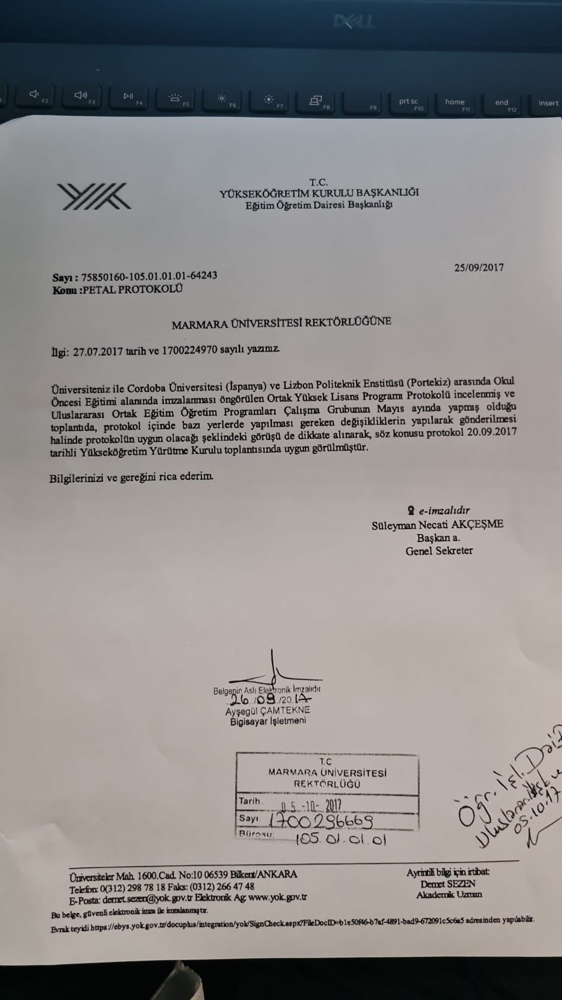 DELL
F2
F3
F4
F5
F6
F7
F8
F9
prt sc F10
home F11
end F12
insert
T.C.
YÜKSEKÖĞRETİM KURULU BAŞKANLIĞI
Eğitim Öğretim Dairesi Başkanlığı
25/09/2017
Sayı : 75850160-105.01.01.01-64243
Konu :PETAL PROTOKOLÜ
MARMARA ÜNİVERSİTESİ REKTÖRLÜĞÜNE
İlgi: 27.07.2017 tarih ve 1700224970 sayılı yazınız.
Üniversiteniz ile Cordoba Üniversitesi (İspanya) ve Lizbon Politeknik Enstitüsü (Portekiz) arasında Okul
Öncesi Eğitimi alanında imzalanması öngörülen Ortak Yüksek Lisans Programı Protokolü incelenmiş ve
Uluslararası Ortak Eğitim Öğretim Programları Çalışma Grubunun Mayıs ayında yapmış olduğu
toplantıda, protokol içinde bazı yerlerde yapılması gereken değişikliklerin yapılarak gönderilmesi
halinde protokolün uygun olacağı şeklindeki görüşü de dikkate alınarak, söz konusu protokol 20.09.2017
tarihli Yükseköğretim Yürütme Kurulu toplantısında uygun görülmüştür.
Bilgilerinizi ve gereğini rica ederim.
e-imzalıdır
Süleyman Necati AKÇEŞME
Başkan a.
Genel Sekreter
Belgenin Aslı Elektronik İmzalıdır
26./09./20.17
Ayşegül ÇAMTEKNE
Bigisayar İşletmeni
T.C
MARMARA ÜNİVERSİTESİ
REKTÖRLÜĞÜ
Tarih. 05 -10- 2017
Sayı 1700296669
Bürosu: 105.01.01.01
Öğr. İşl. Dai
05.10.17
Üniversiteler Mah. 1600.Cad. No:10 06539 Bilkent/ANKARA
Telefon: 0(312) 298 78 18 Faks: (0312) 266 47 48
E-Posta: demet.sezen@yok.gov.tr Elektronik Ağ: www.yok.gov.tr
Ayrıntılı bilgi için irtibat:
Demet SEZEN
Akademik Uzman
Bu belge, güvenli elektronik imza ile imzalanmıştır.
Evrak teyidi https://ebys.yok.gov.tr/docuplus/integration/yok/SignCheck.aspx?FileDocID=b1e50f46-b7af-4891-bad9-672091c5c6a5 adresinden yapılabilir.